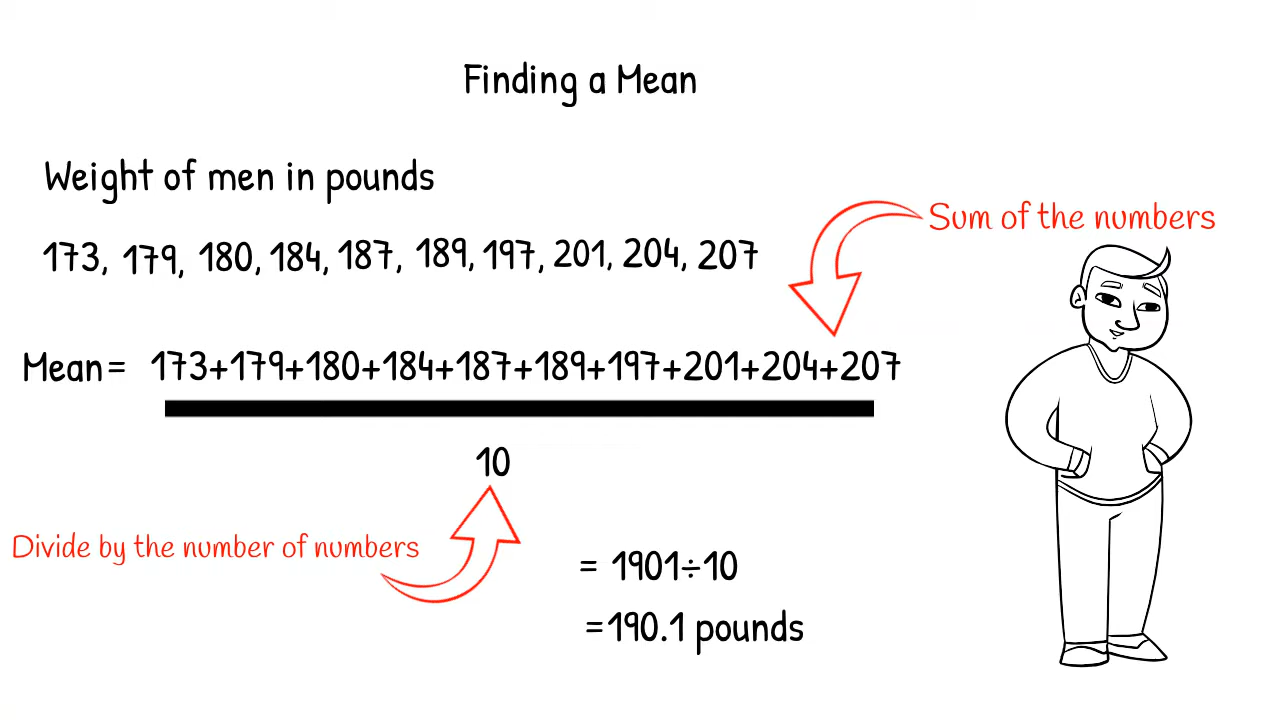 Finding a Mean
Weight of men in pounds
Sum of the numbers
173, 179, 180, 184, 187, 189, 197, 201, 204, 207
Mean = 173+179+180+184+187+189+197+201+204+207
10
Divide by the number of numbers
= 1901÷10
=190.1 pounds